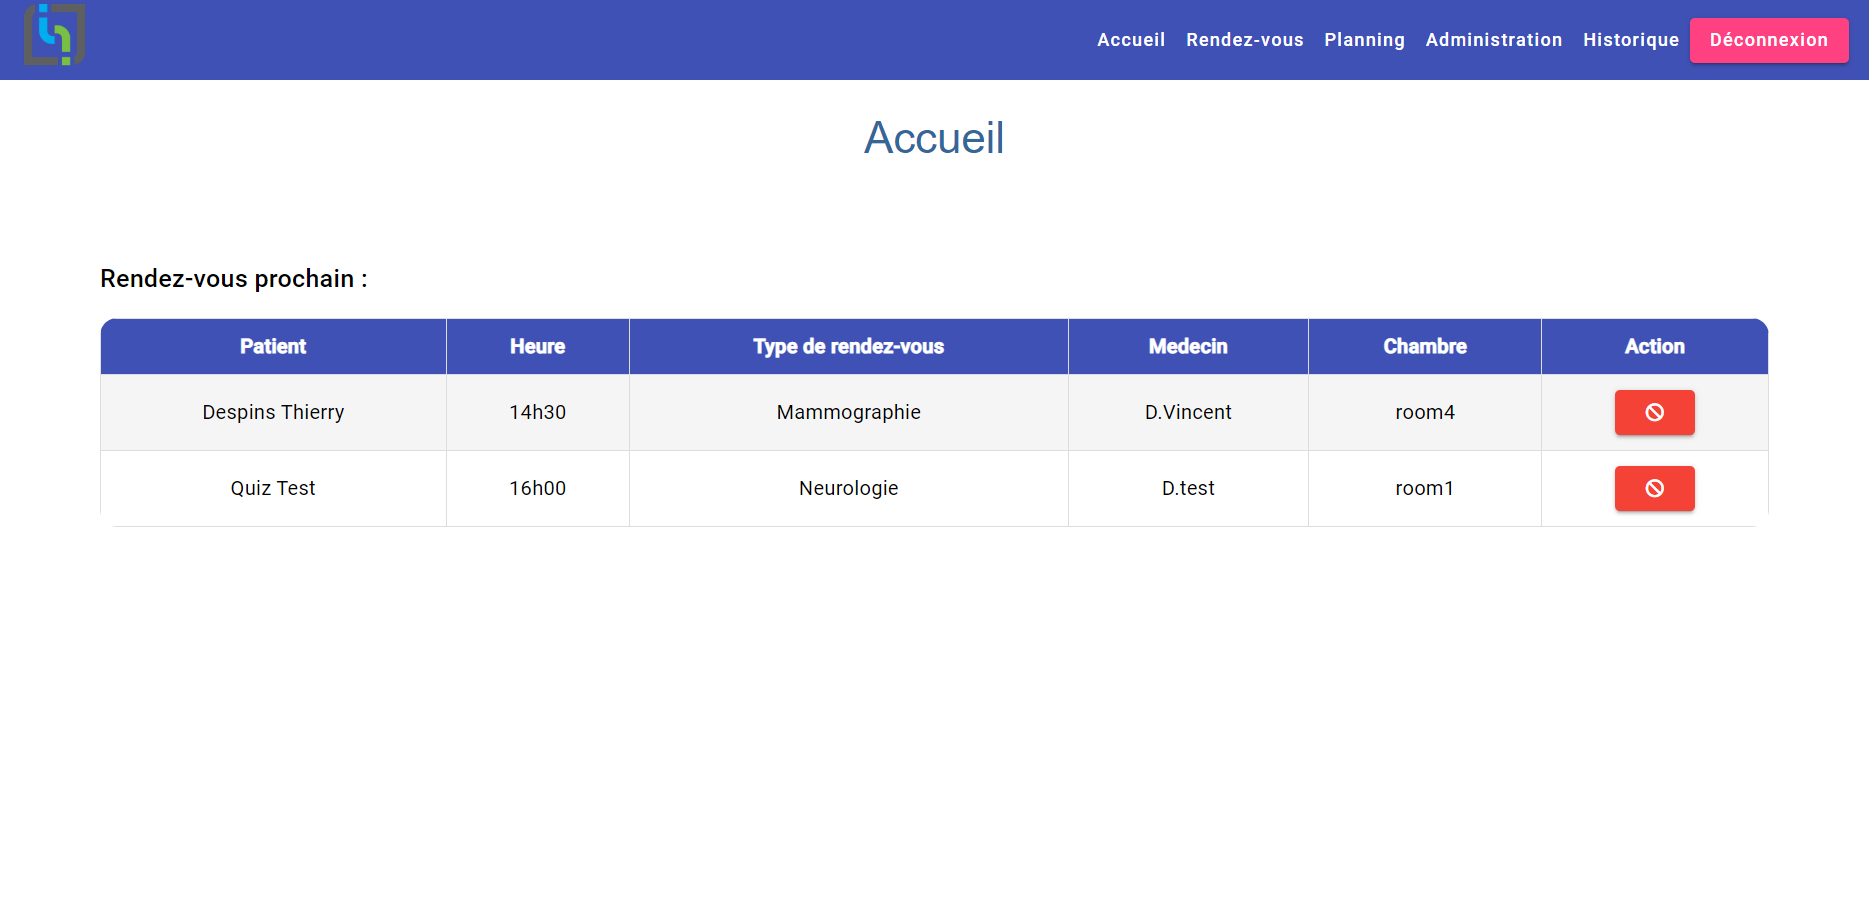 Accueil Rendez-vous Planning Administration Historique Déconnexion
Accueil
Rendez-vous prochain :
Patient Heure Type de rendez-vous Medecin Chambre Action
Despins Thierry 14h30 Mammographie D.Vincent room4
Quiz Test 16h00 Neurologie D.test room1